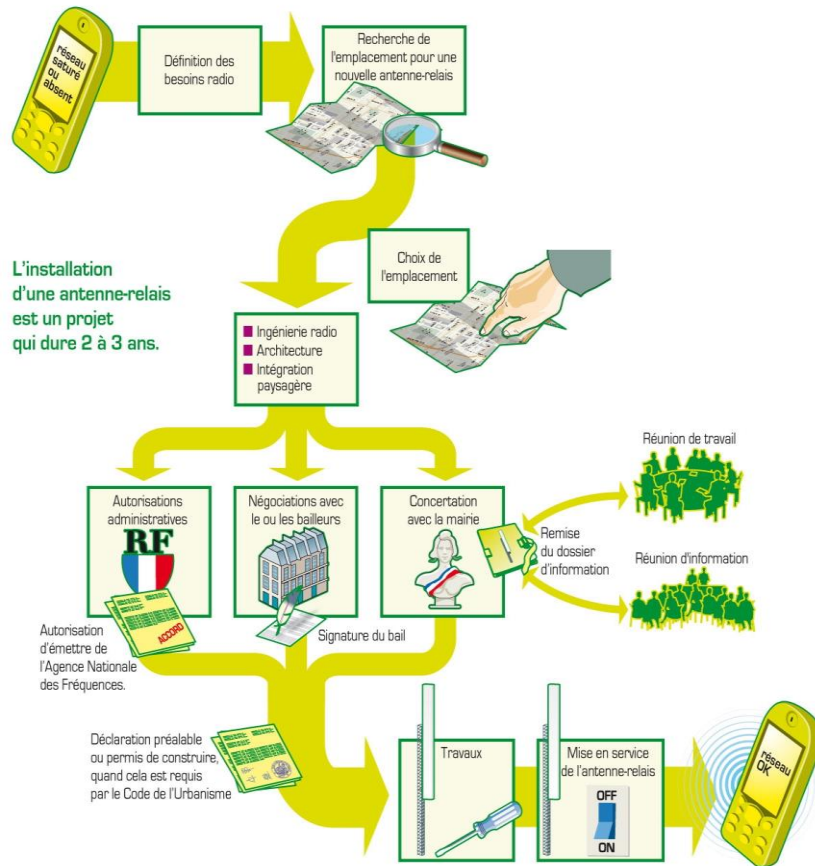 réseau
saturé
ou
absent
Définition des
besoins radio
Recherche de
l'emplacement pour une
nouvelle antenne-relais
L'installation
d'une antenne-relais
est un projet
qui dure 2 à 3 ans.
Choix de
l'emplacement
Ingénierie radio
Architecture
Intégration
paysagère
Autorisations
administratives
RF
ACCORD
Autorisation
d'émettre de
l'Agence Nationale
des Fréquences.
Négociations avec
le ou les bailleurs
Signature du bail
Concertation
avec la mairie
Remise
du dossier
d'information
Réunion de travail
Réunion d'information
Déclaration préalable
ou permis de construire,
quand cela est requis
par le Code de l'Urbanisme
Travaux
Mise en service
de l'antenne-relais
OFF
ON
réseau
OK